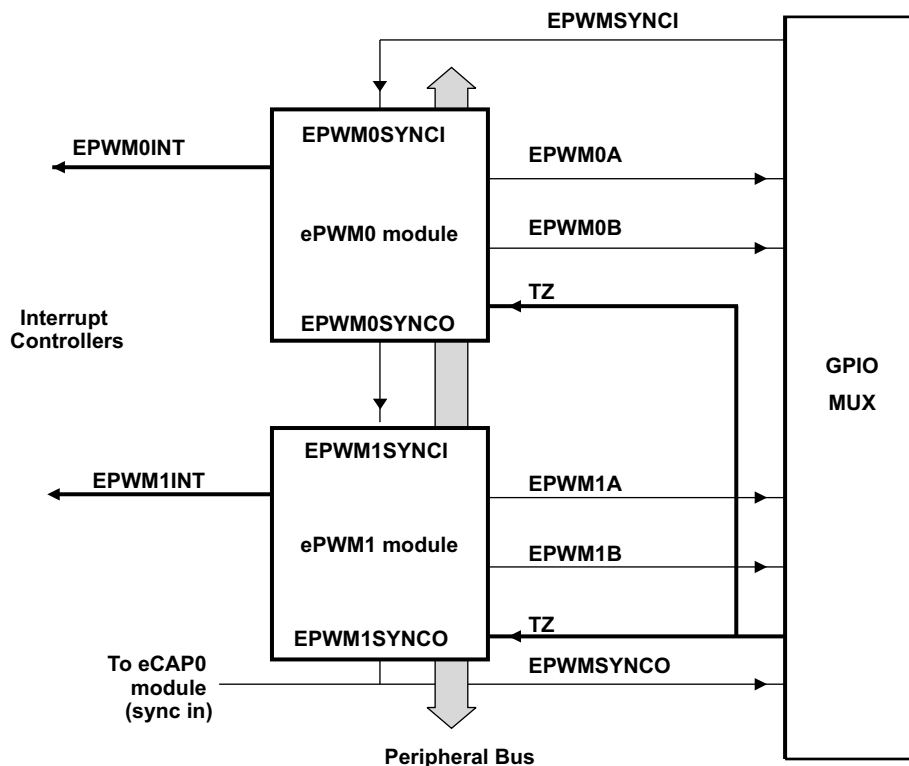 EPWMSYNCI
EPWM0SYNCI
EPWM0INT
EPWM0A
ePWM0 module
EPWM0B
TZ
EPWM0SYNCO
Interrupt
Controllers
GPIO
MUX
EPWM1SYNCI
EPWM1INT
EPWM1A
ePWM1 module
EPWM1B
TZ
EPWM1SYNCO
To eCAP0
module
(sync in)
EPWMSYNCO
Peripheral Bus